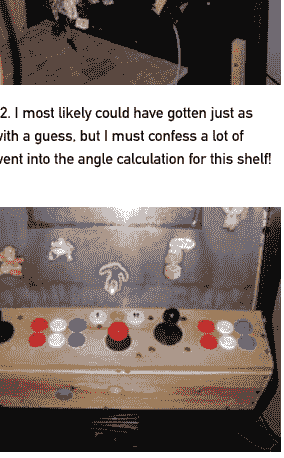 2. I most likely could have gotten just as
with a guess, but I must confess a lot of
went into the angle calculation for this shelf!